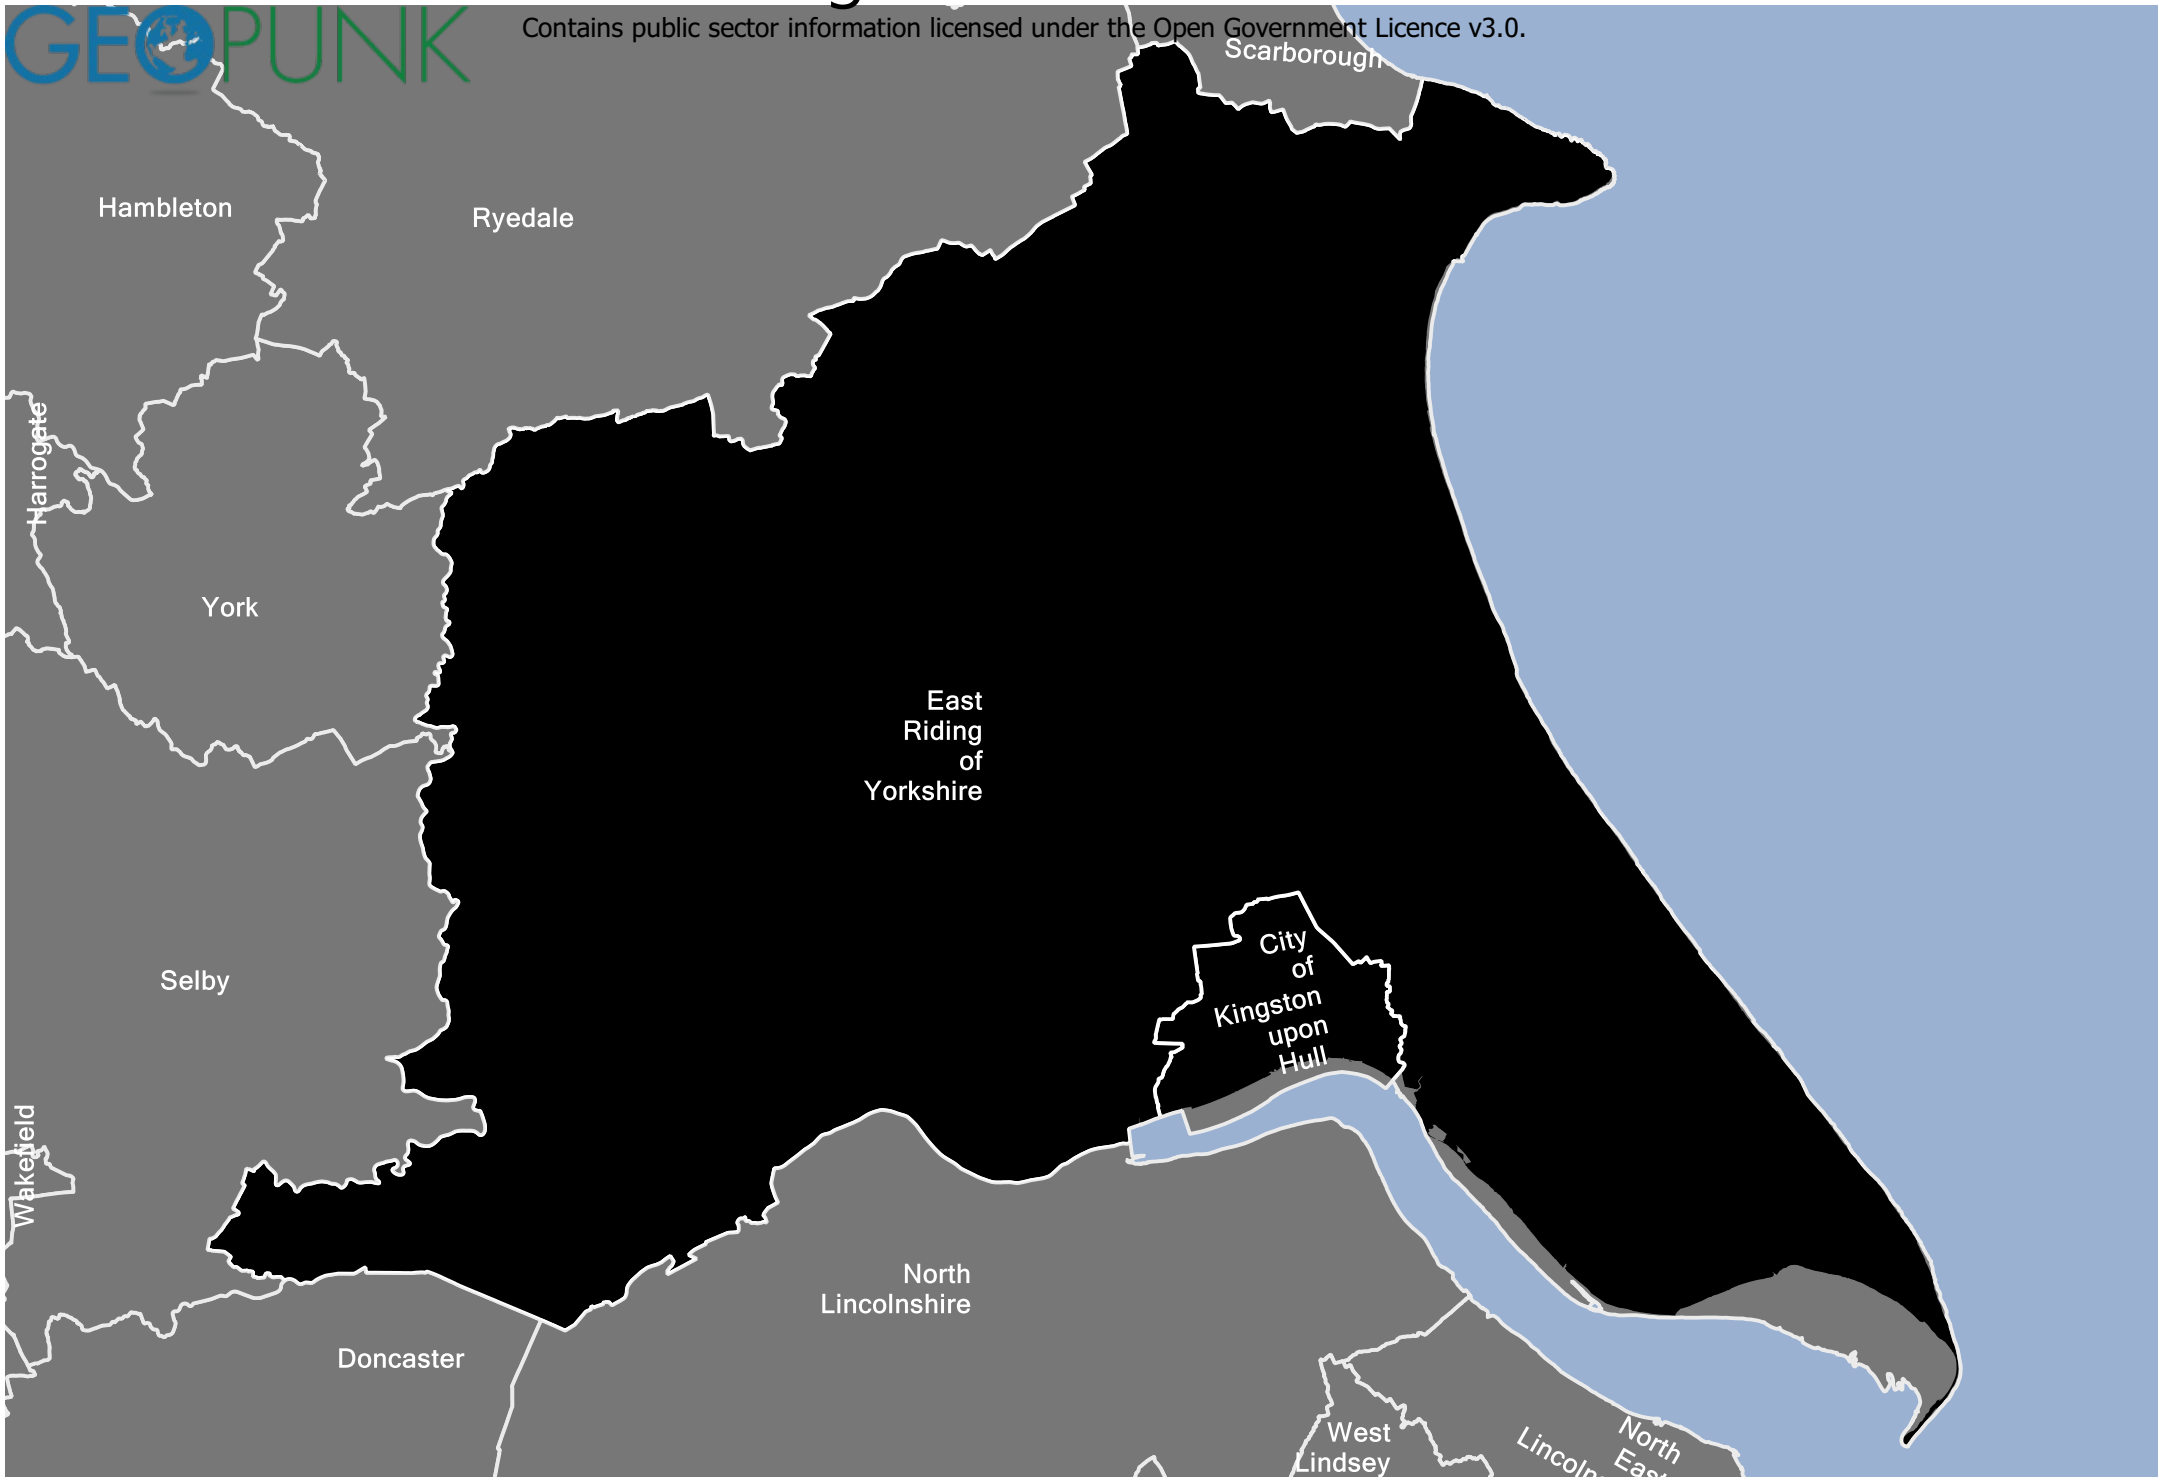 GEOPUNK
Contains public sector information licensed under the Open Government Licence v3.0.
Scarborough
Hambleton
Ryedale
Harrogate
York
East
Riding
of
Yorkshire
City
of
Kingston
upon
Hull
Selby
Wakefield
North
Lincolnshire
Doncaster
West
Lindsey
North